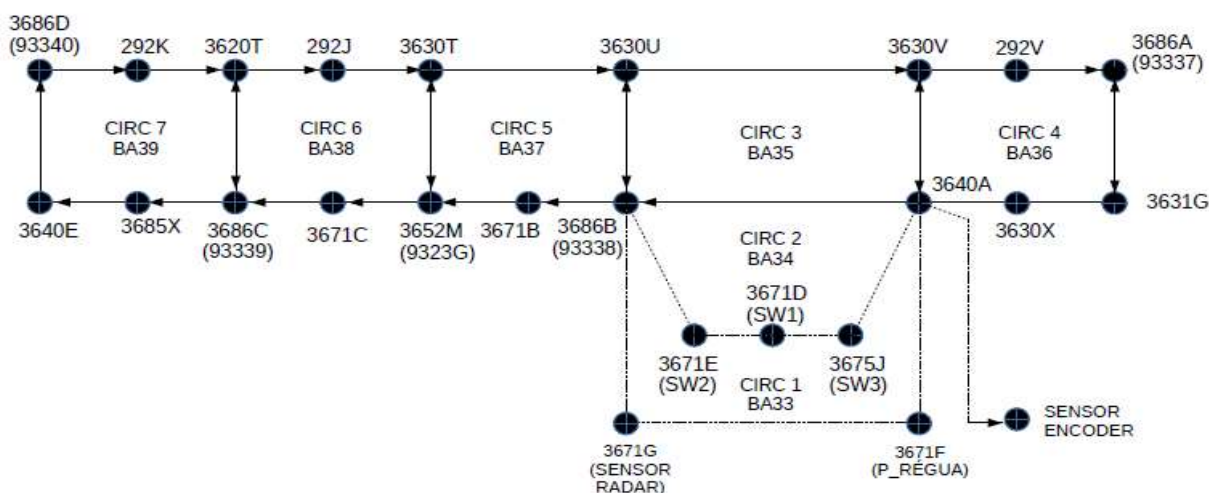 3686D
(93340)
292K
3620T
292J
3630T
3630U
3630V
292V
3686A
(93337)
CIRC 7
BA39
CIRC 6
BA38
CIRC 5
BA37
CIRC 3
BA35
CIRC 4
BA36
3640E
3685X
3686C
(93339)
3671C
3652M
(9323G)
3671B
3686B
(93338)
3640A
3630X
3631G
CIRC 2
BA34
3671D
(SW1)
3671E
(SW2)
3675J
(SW3)
CIRC 1
BA33
3671G
(SENSOR
RADAR)
3671F
(P_RÉGUA)
SENSOR
ENCODER